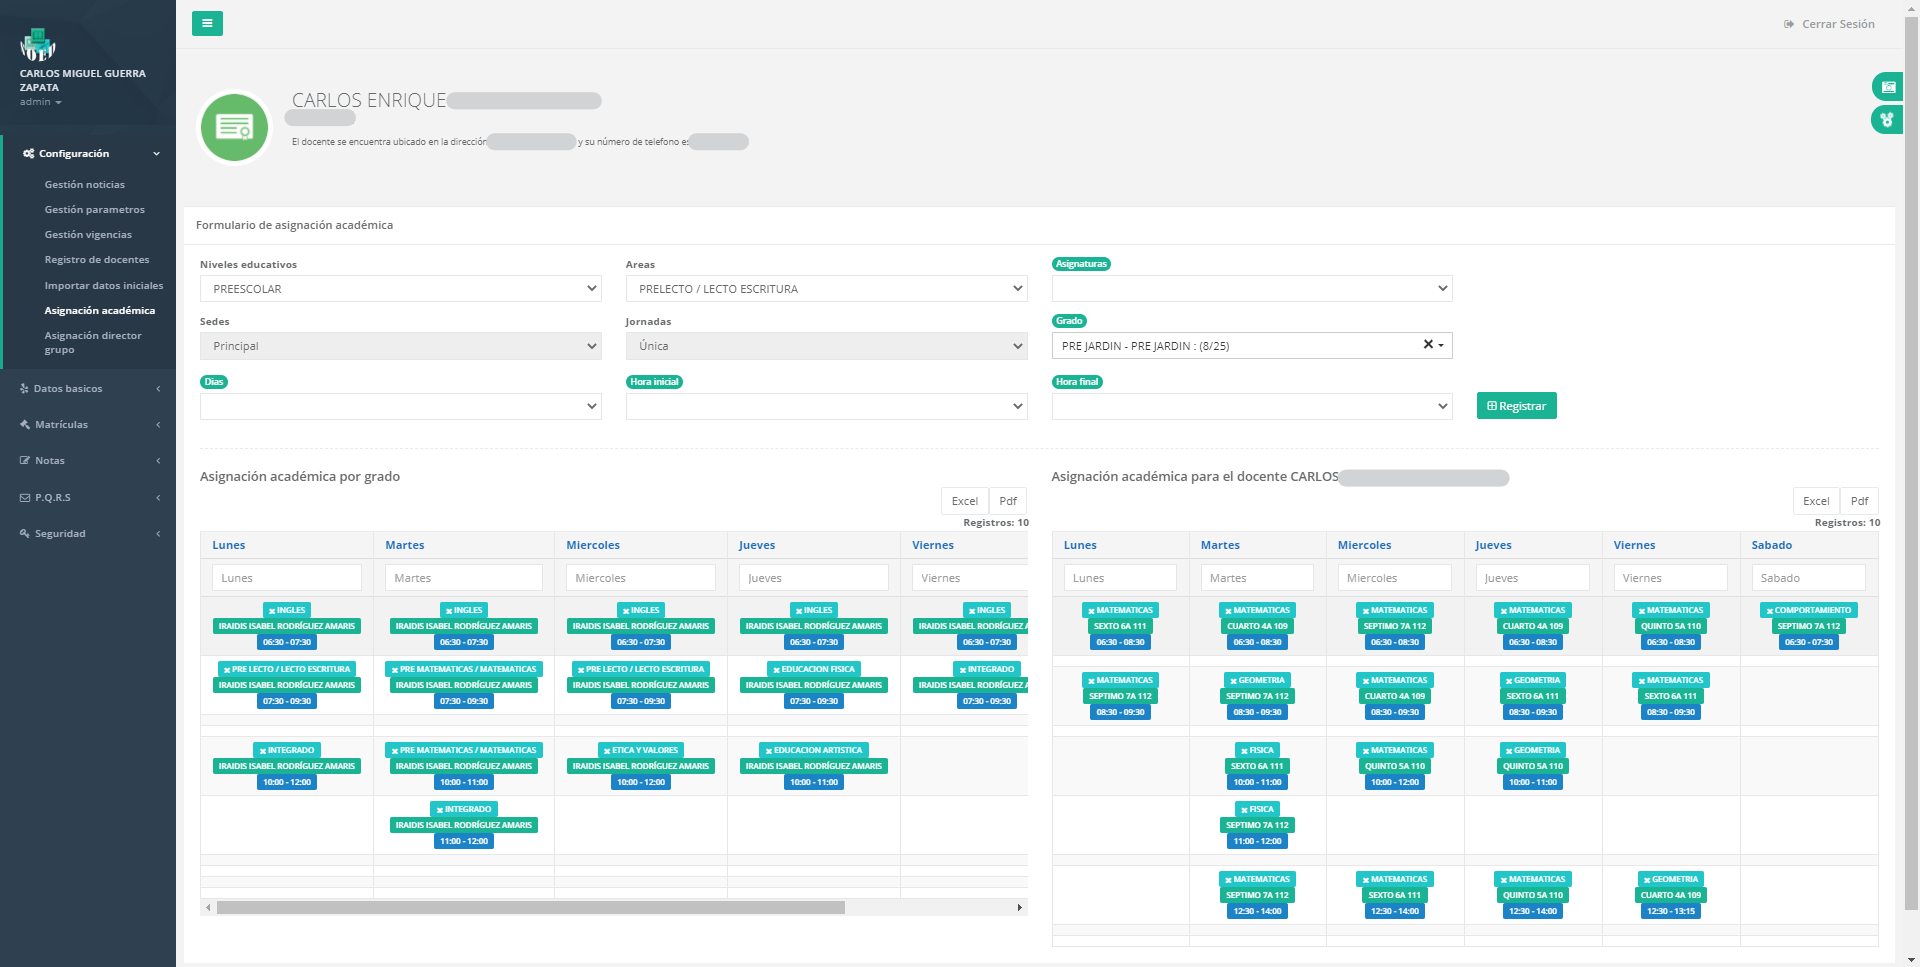 CARLOS MIGUEL GUERRA
ZAPATA
admin
Configuración
Gestión noticias
Gestión parametros
Gestión vigencias
Registro de docentes
Importar datos iniciales
Asignación académica
Asignación director
grupo
Datos basicos
Matrículas
Notas
P.Q.R.S
Seguridad
Cerrar Sesión
CARLOS ENRIQUE
El docente se encuentra ubicado en la dirección y su número de telefono es
Formulario de asignación académica
Niveles educativos Areas Asignaturas
PREESCOLAR PRELECTO / LECTO ESCRITURA
Sedes Jornadas Grado
Principal Única PRE JARDIN - PRE JARDIN : (8/25)
Dias Hora inicial Hora final
Registrar
Asignación académica por grado
Excel Pdf
Registros: 10
Lunes Martes Miercoles Jueves Viernes
Lunes Martes Miercoles Jueves Viernes
INGLES INGLES INGLES INGLES INGLES
IRAIDIS ISABEL RODRÍGUEZ AMARIS IRAIDIS ISABEL RODRÍGUEZ AMARIS IRAIDIS ISABEL RODRÍGUEZ AMARIS IRAIDIS ISABEL RODRÍGUEZ AMARIS IRAIDIS ISABEL RODRÍGUEZ A
06:30 - 07:30 06:30 - 07:30 06:30 - 07:30 06:30 - 07:30 06:30 - 07:30
PRE LECTO / LECTO ESCRITURA PRE MATEMATICAS / MATEMATICAS PRE LECTO / LECTO ESCRITURA EDUCACION FISICA INTEGRADO
IRAIDIS ISABEL RODRÍGUEZ AMARIS IRAIDIS ISABEL RODRÍGUEZ AMARIS IRAIDIS ISABEL RODRÍGUEZ AMARIS IRAIDIS ISABEL RODRÍGUEZ AMARIS IRAIDIS ISABEL RODRÍGUEZ A
07:30 - 09:30 07:30 - 09:30 07:30 - 09:30 07:30 - 09:30 07:30 - 09:30
INTEGRADO PRE MATEMATICAS / MATEMATICAS ETICA Y VALORES EDUCACION ARTISTICA
IRAIDIS ISABEL RODRÍGUEZ AMARIS IRAIDIS ISABEL RODRÍGUEZ AMARIS IRAIDIS ISABEL RODRÍGUEZ AMARIS IRAIDIS ISABEL RODRÍGUEZ AMARIS
10:00 - 12:00 10:00 - 11:00 10:00 - 12:00 10:00 - 11:00
INTEGRADO
IRAIDIS ISABEL RODRÍGUEZ AMARIS
11:00 - 12:00
Asignación académica para el docente CARLOS
Excel Pdf
Registros: 10
Lunes Martes Miercoles Jueves Viernes Sabado
Lunes Martes Miercoles Jueves Viernes Sabado
MATEMATICAS MATEMATICAS MATEMATICAS MATEMATICAS MATEMATICAS COMPORTAMIENTO
SEXTO 6A 111 CUARTO 4A 109 SEPTIMO 7A 112 CUARTO 4A 109 QUINTO 5A 110 SEPTIMO 7A 112
06:30 - 08:30 06:30 - 08:30 06:30 - 08:30 06:30 - 08:30 06:30 - 08:30 06:30 - 07:30
MATEMATICAS GEOMETRIA MATEMATICAS GEOMETRIA MATEMATICAS
SEPTIMO 7A 112 SEPTIMO 7A 112 CUARTO 4A 109 SEXTO 6A 111 SEXTO 6A 111
08:30 - 09:30 08:30 - 09:30 08:30 - 09:30 08:30 - 09:30 08:30 - 09:30
FISICA MATEMATICAS GEOMETRIA
SEXTO 6A 111 QUINTO 5A 110 QUINTO 5A 110
10:00 - 11:00 10:00 - 12:00 10:00 - 11:00
FISICA
SEPTIMO 7A 112
11:00 - 12:00
MATEMATICAS MATEMATICAS MATEMATICAS GEOMETRIA
SEPTIMO 7A 112 SEXTO 6A 111 QUINTO 5A 110 CUARTO 4A 109
12:30 - 14:00 12:30 - 14:00 12:30 - 14:00 12:30 - 13:15